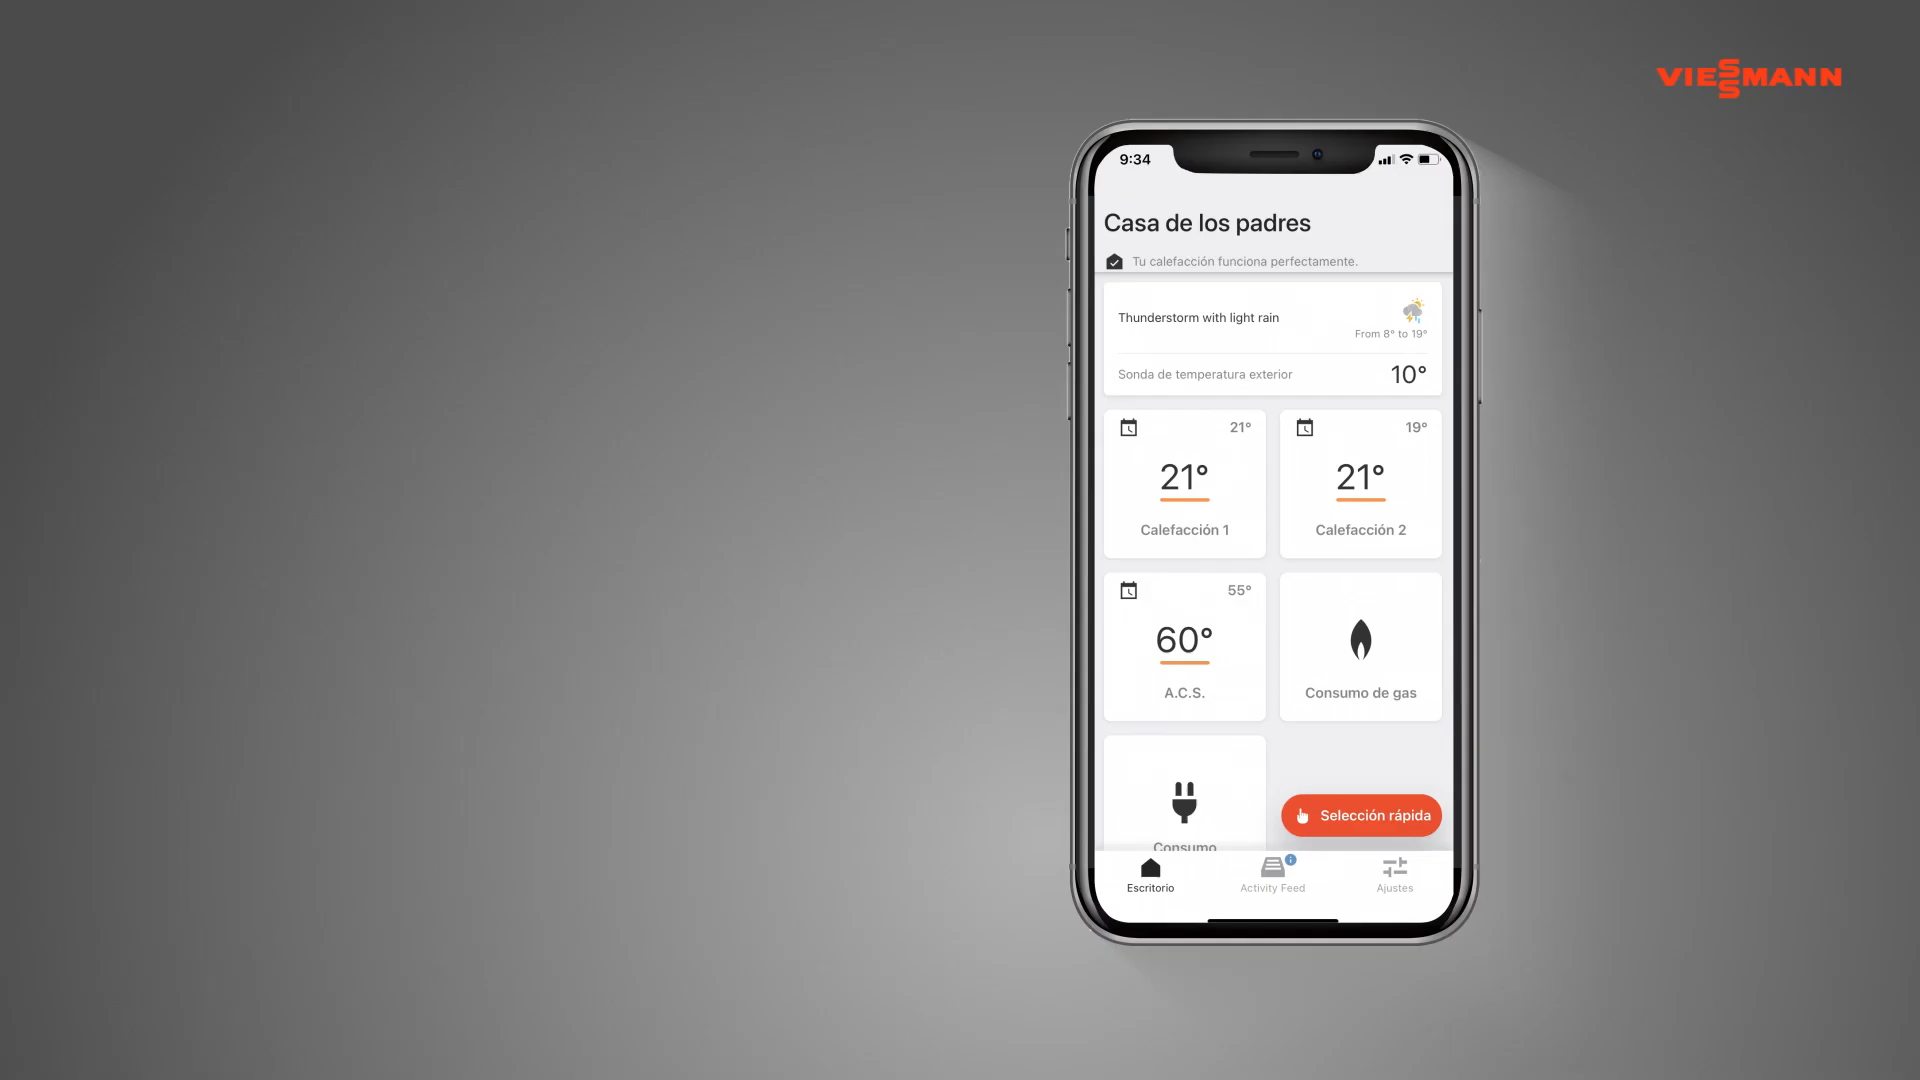 VIESSMANN
9:34
Casa de los padres
Tu calefacción funciona perfectamente.
Thunderstorm with light rain
From 8° to 19°
Sonda de temperatura exterior
10°
21°
21°
Calefacción 1
19°
21°
Calefacción 2
55°
60°
A.C.S.
Consumo de gas
Consumo
Selección rápida
Escritorio
Activity Feed
Ajustes